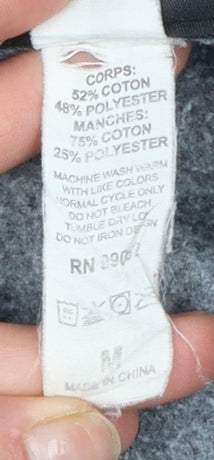 CORPS:
52% COTON
48% POLYESTER
MANCHES:
75% COTON
25% POLYESTER
MACHINE WASH WARM
WITH LIKE COLORS
NORMAL CYCLE ONLY
DO NOT BLEACH
TUMBLE DRY LO
DO NOT IRON DESIGN
RN
M
MADE IN CHINA